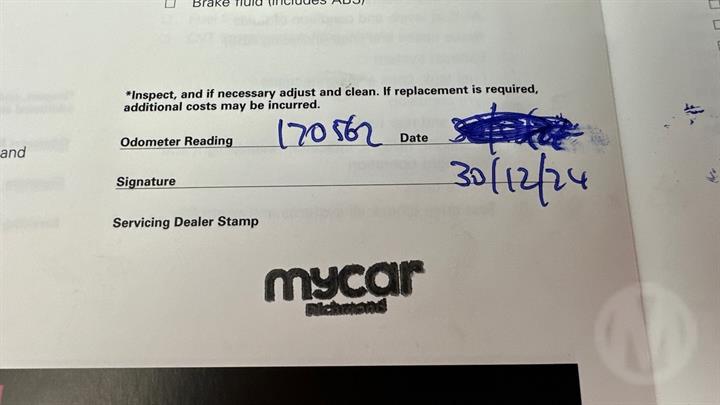 Brake fluid (includes ABS)
*Inspect, and if necessary adjust and clean. If replacement is required,
additional costs may be incurred.
and
Odometer Reading 170562 Date
Signature 30/12/24
Servicing Dealer Stamp
mycar
Richmond
M